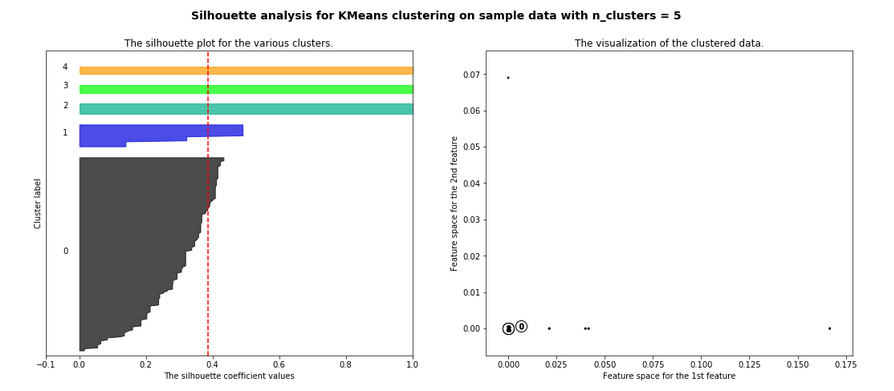 Silhouette analysis for KMeans clustering on sample data with n_clusters = 5
The silhouette plot for the various clusters.
4
3
2
1
0
Cluster label
−0.1 0.0 0.2 0.4 0.6 0.8 1.0
The silhouette coefficient values
The visualization of the clustered data.
0.07
0.06
0.05
0.04
0.03
0.02
0.01
0.00
Feature space for the 2nd feature
0
0.000 0.025 0.050 0.075 0.100 0.125 0.150 0.175
Feature space for the 1st feature